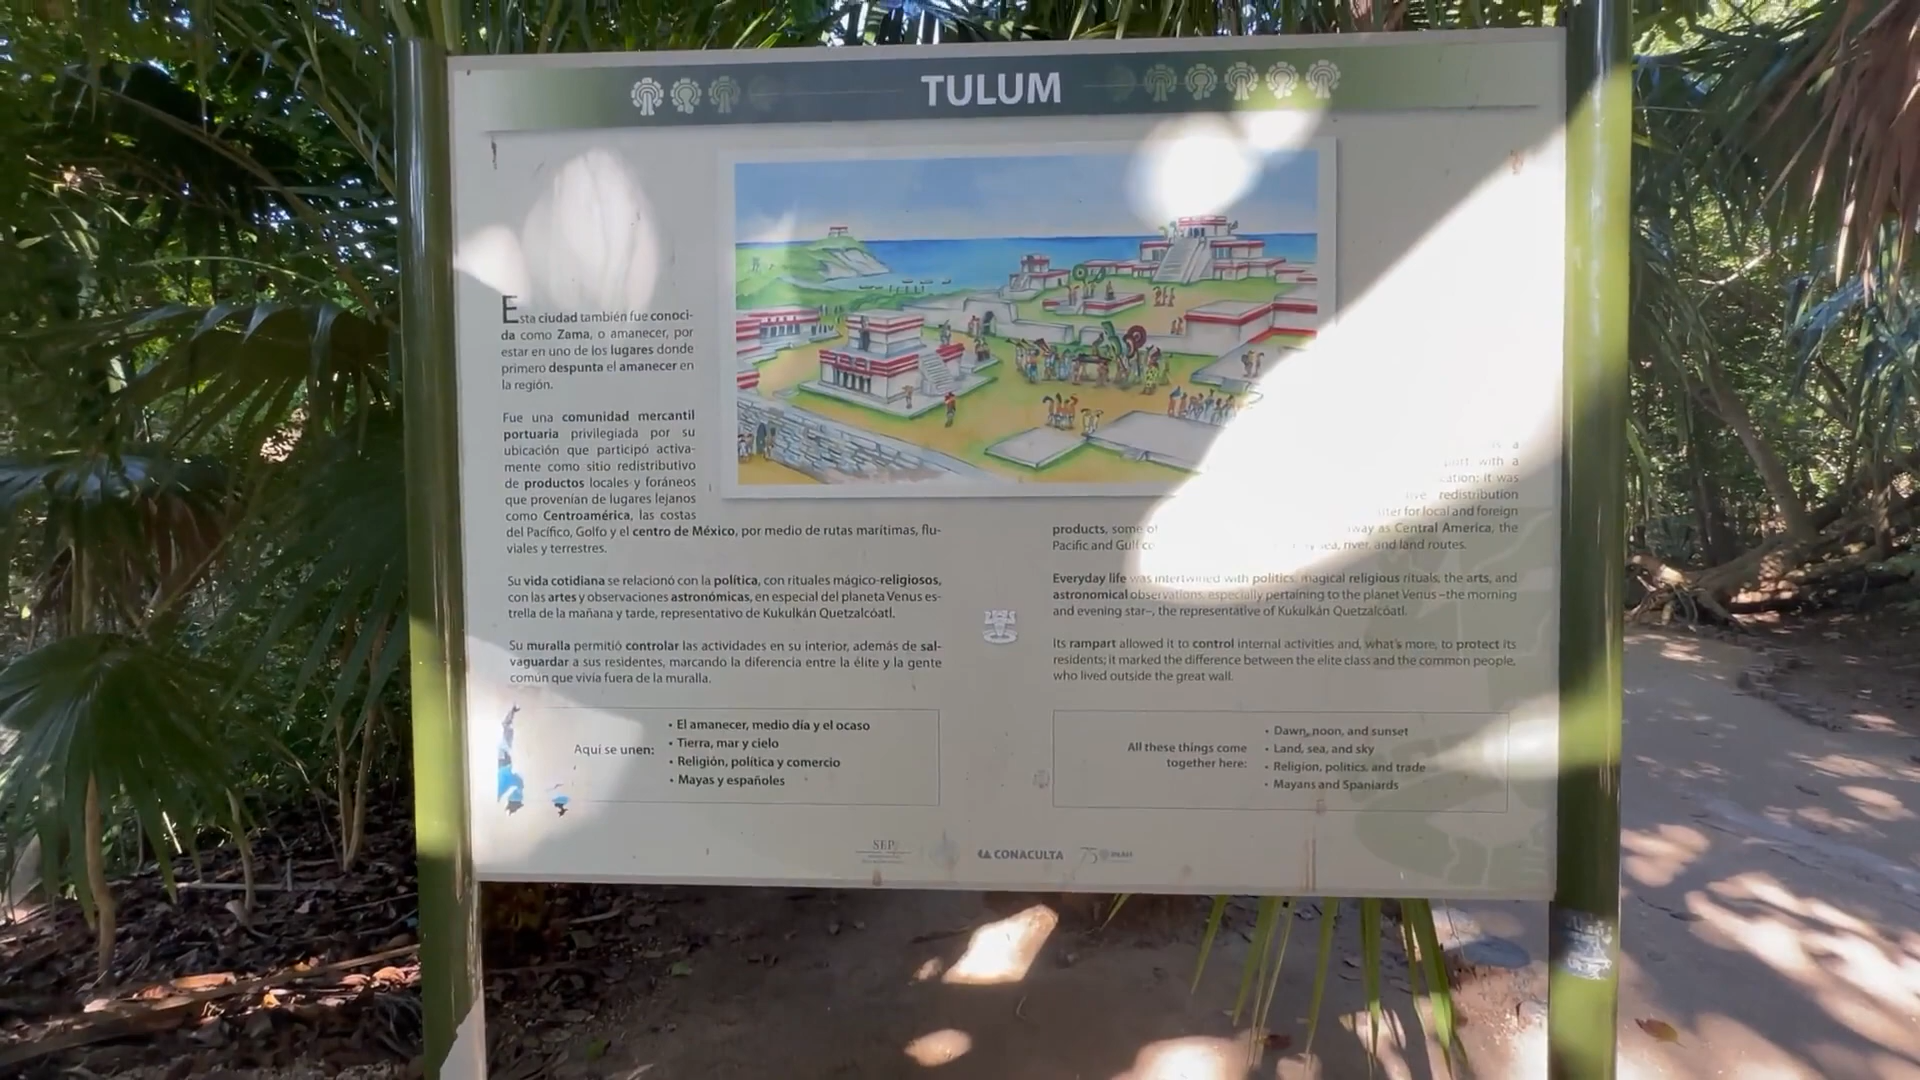 TULUM
Esta ciudad también fue conoci-
da como Zama, o amanecer, por
estar en uno de los lugares donde
primero despunta el amanecer en
la región.
Fue una comunidad mercantil
portuaria privilegiada por su
ubicación que participó activa-
mente como sitio redistributivo
de productos locales y foráneos
que provenían de lugares lejanos
como Centroamérica, las costas
del Pacífico, Golfo y el centro de México, por medio de rutas marítimas, flu-
viales y terrestres.
Su vida cotidiana se relacionó con la política, con rituales mágico-religiosos,
con las artes y observaciones astronómicas, en especial del planeta Venus es-
trella de la mañana y tarde, representativo de Kukulkán Quetzalcóatl.
Su muralla permitió controlar las actividades en su interior, además de sal-
vaguardar a sus residentes, marcando la diferencia entre la élite y la gente
común que vivía fuera de la muralla.
Aquí se unen:
• El amanecer, medio día y el ocaso
• Tierra, mar y cielo
• Religión, política y comercio
• Mayas y españoles
a
with a
it was
redistribution
for local and foreign
products, some as Central America, the
Pacific and Gulf river, and land routes.
Everyday life was intertwined with politics, magical religious rituals, the arts, and
astronomical observations, especially pertaining to the planet Venus –the morning
and evening star–, the representative of Kukulkán Quetzalcóatl.
Its rampart allowed it to control internal activities and, what's more, to protect its
residents; it marked the difference between the elite class and the common people,
who lived outside the great wall.
All these things come
together here:
• Dawn, noon, and sunset
• Land, sea, and sky
• Religion, politics, and trade
• Mayans and Spaniards
SEP
CONACULTA
75